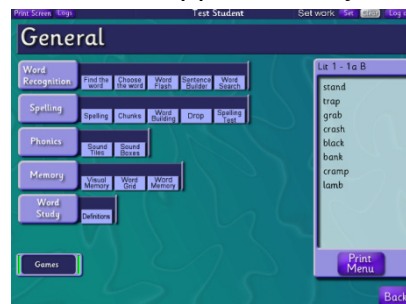 Print Screen Logs Test Student Set work Set Clear Log o
General
Word Recognition
Find the word
Choose the word
Word Flash
Sentence Builder
Word Search
Spelling
Spelling
Chunks
Word Building
Drop
Spelling Test
Phonics
Sound Tiles
Sound Boxes
Memory
Visual Memory
Word Grid
Word Memory
Word Study
Definitions
Games
Lit 1 - 1a B
stand
trap
grab
crash
black
bank
cramp
lamb
Print Menu
Back